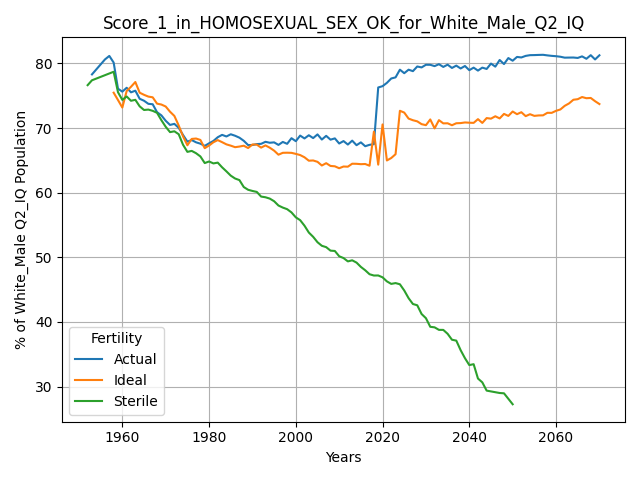 Score_1_in_HOMOSEXUAL_SEX_OK_for_White_Male_Q2_IQ
% of White_Male Q2_IQ Population
80
70
60
50
40
30
Fertility
Actual
Ideal
Sterile
1960 1980 2000 2020 2040 2060
Years